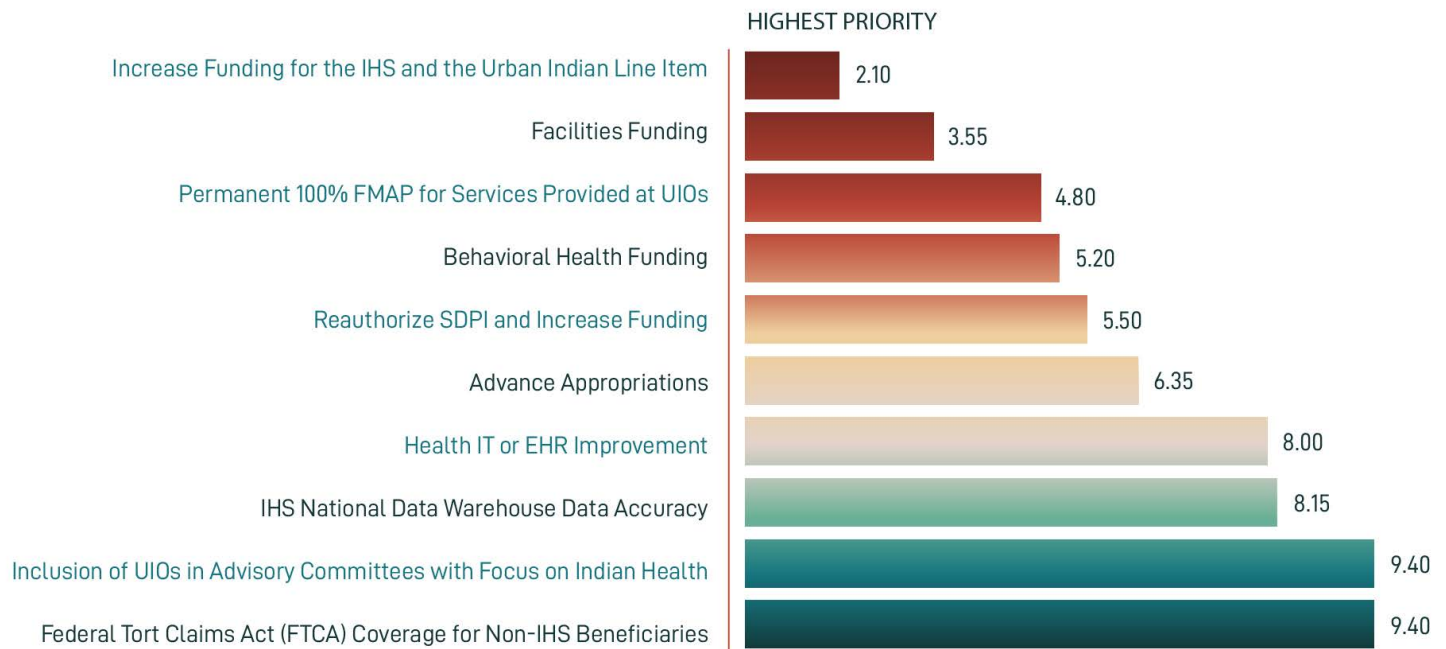 HIGHEST PRIORITY
Increase Funding for the IHS and the Urban Indian Line Item
2.10
Facilities Funding
3.55
Permanent 100% FMAP for Services Provided at UIOs
4.80
Behavioral Health Funding
5.20
Reauthorize SDPI and Increase Funding
5.50
Advance Appropriations
6.35
Health IT or EHR Improvement
8.00
IHS National Data Warehouse Data Accuracy
8.15
Inclusion of UIOs in Advisory Committees with Focus on Indian Health
9.40
Federal Tort Claims Act (FTCA) Coverage for Non-IHS Beneficiaries
9.40